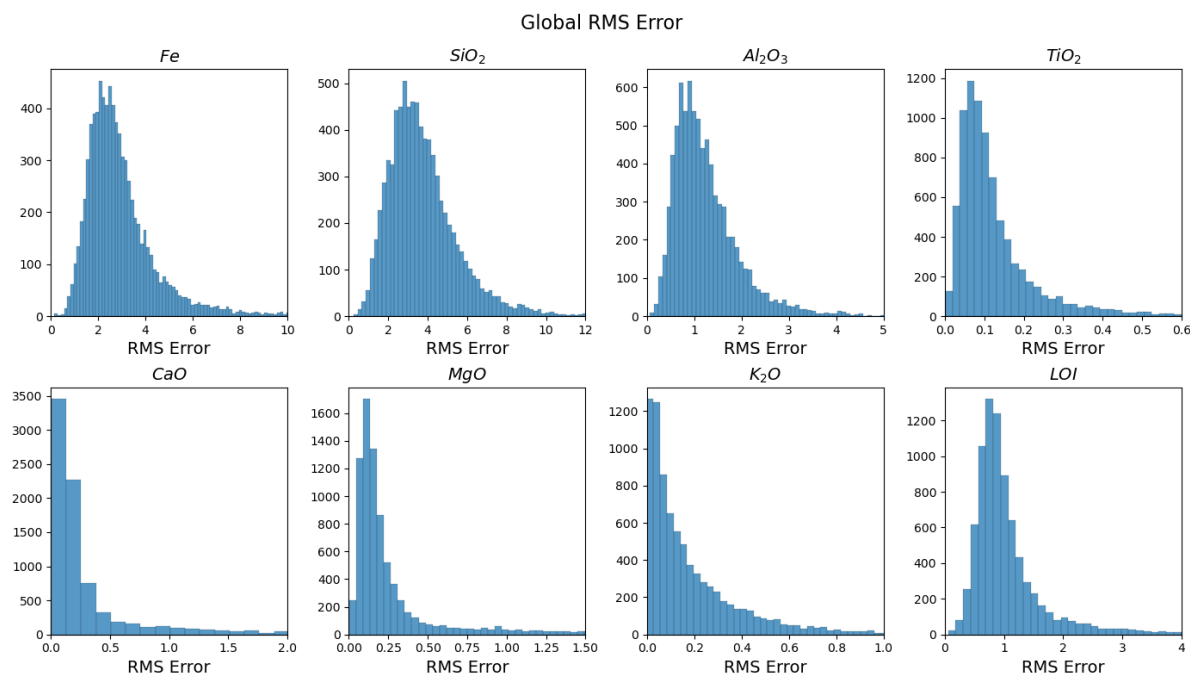 Global RMS Error
Fe SiO₂ Al₂O₃ TiO₂
400
300
200
100
0
0 2 4 6 8 10
RMS Error
500
400
300
200
100
0
0 2 4 6 8 10 12
RMS Error
600
500
400
300
200
100
0
0 1 2 3 4 5
RMS Error
1200
1000
800
600
400
200
0
0.0 0.1 0.2 0.3 0.4 0.5 0.6
RMS Error
CaO MgO K₂O LOI
3500
3000
2500
2000
1500
1000
500
0
0.0 0.5 1.0 1.5 2.0
RMS Error
1600
1400
1200
1000
800
600
400
200
0
0.00 0.25 0.50 0.75 1.00 1.25 1.50
RMS Error
1200
1000
800
600
400
200
0
0.0 0.2 0.4 0.6 0.8 1.0
RMS Error
1200
1000
800
600
400
200
0
0 1 2 3 4
RMS Error